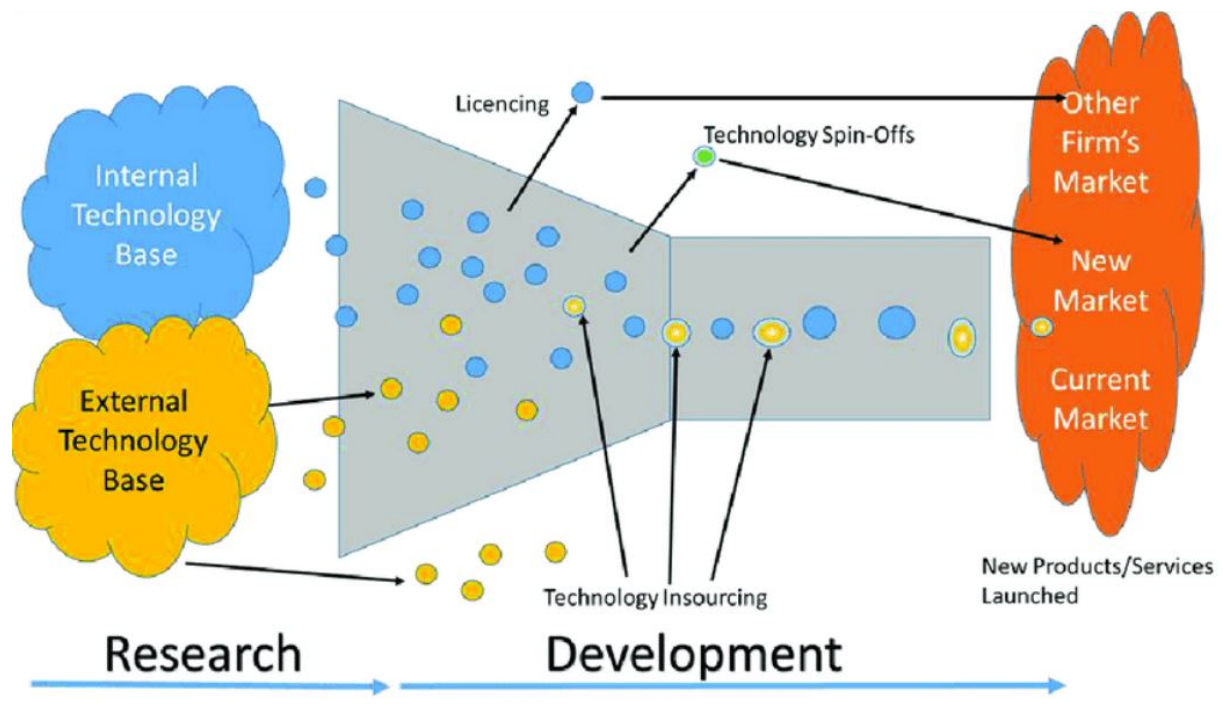 Licencing
Technology Spin-Offs
Internal
Technology
Base
External
Technology
Base
Other
Firm's
Market
New
Market
Current
Market
Technology Insourcing
New Products/Services
Launched
Research
Development